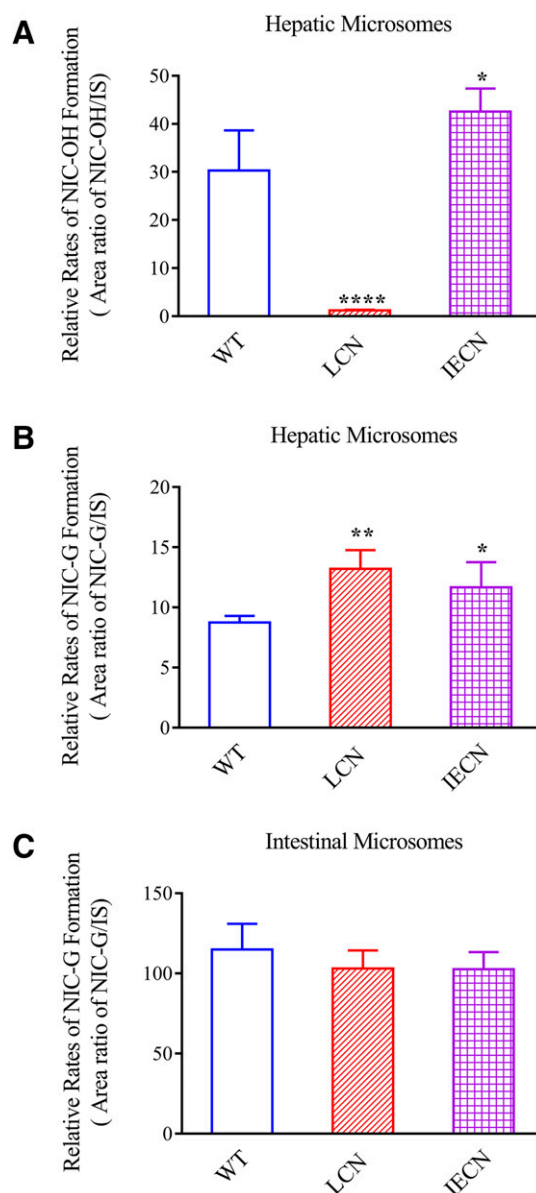 A
Hepatic Microsomes
Relative Rates of NIC-OH Formation
( Area ratio of NIC-OH/IS)
50
40
30
20
10
0
****
*
WT
LCN
IECN
B
Hepatic Microsomes
Relative Rates of NIC-G Formation
( Area ratio of NIC-G/IS)
20
15
10
5
0
**
*
WT
LCN
IECN
C
Intestinal Microsomes
Relative Rates of NIC-G Formation
( Area ratio of NIC-G/IS)
150
100
50
0
WT
LCN
IECN